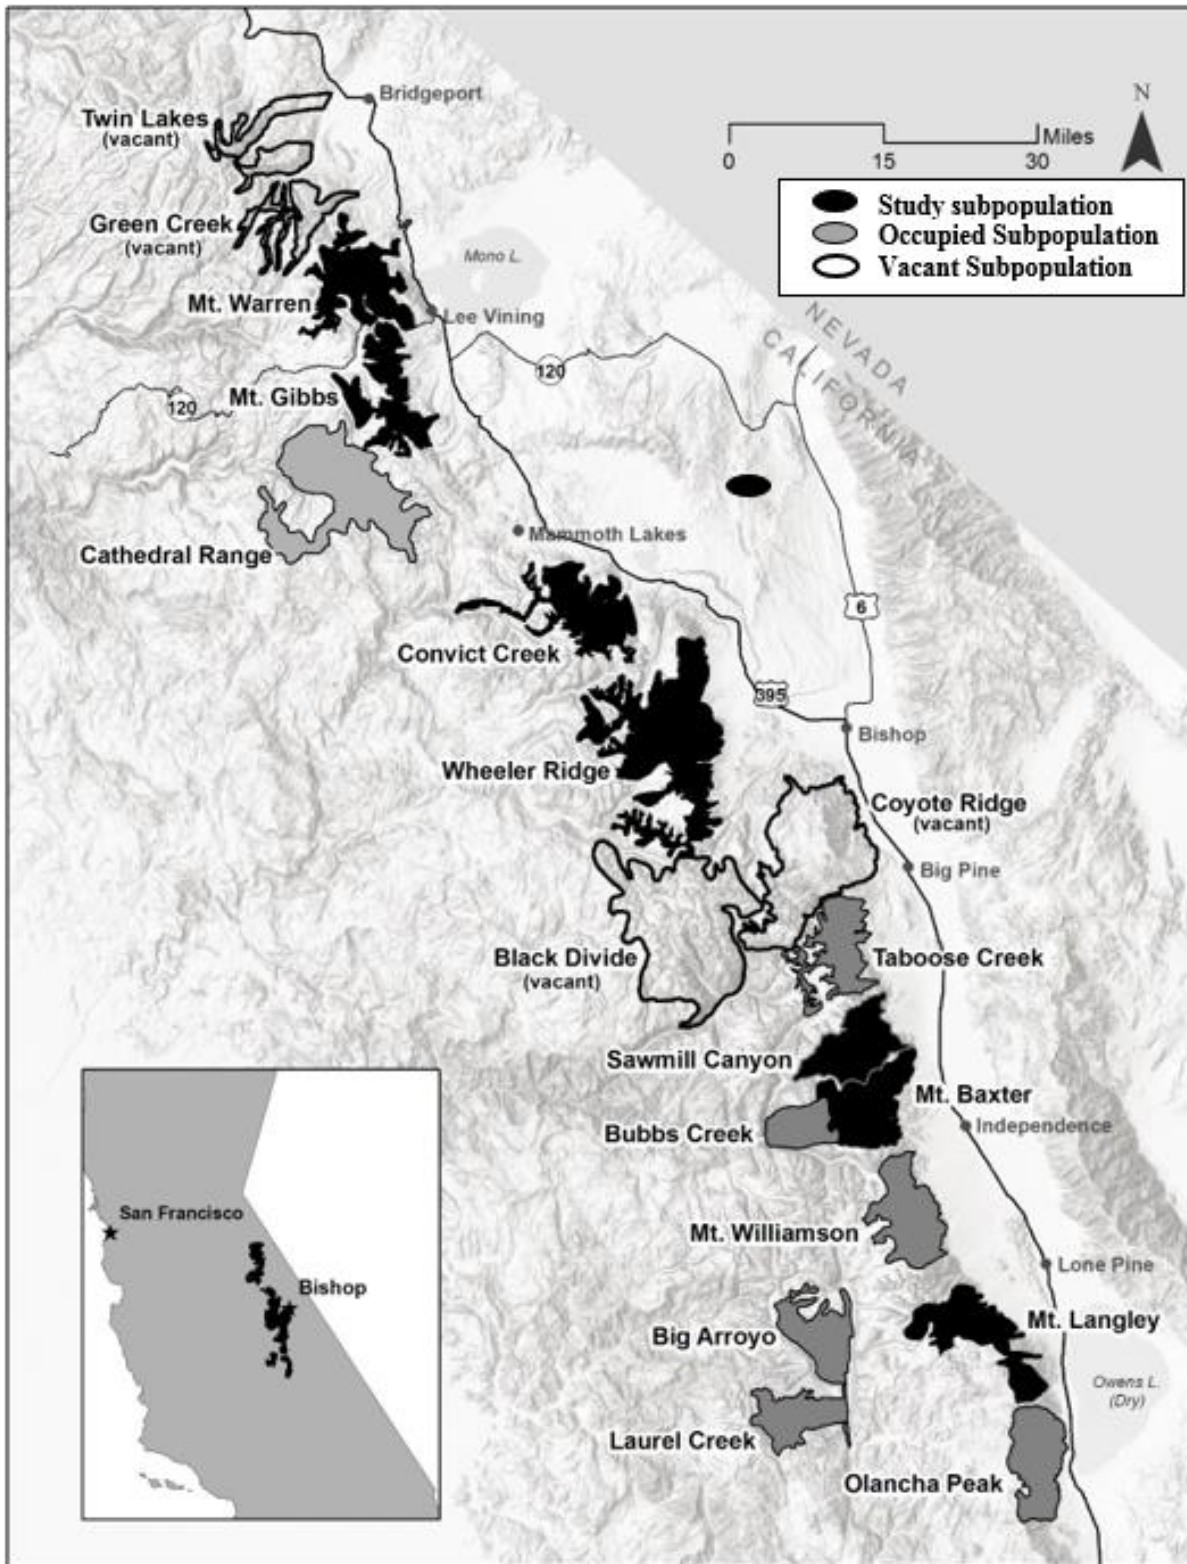 Bridgeport
Twin Lakes
(vacant)
N
Miles
0
15
30
Study subpopulation
Occupied Subpopulation
Vacant Subpopulation
Green Creek
(vacant)
Mono L.
Mt. Warren
Lee Vining
NEVADA
CALIFORNIA
120
Mt. Gibbs
120
Mammoth Lakes
Cathedral Range
6
Convict Creek
395
Bishop
Wheeler Ridge
Coyote Ridge
(vacant)
Big Pine
Black Divide
(vacant)
Taboose Creek
Sawmill Canyon
Mt. Baxter
Independence
Bubbs Creek
San Francisco
Mt. Williamson
Lone Pine
Bishop
Mt. Langley
Big Arroyo
Owens L.
(Dry)
Laurel Creek
Olancha Peak